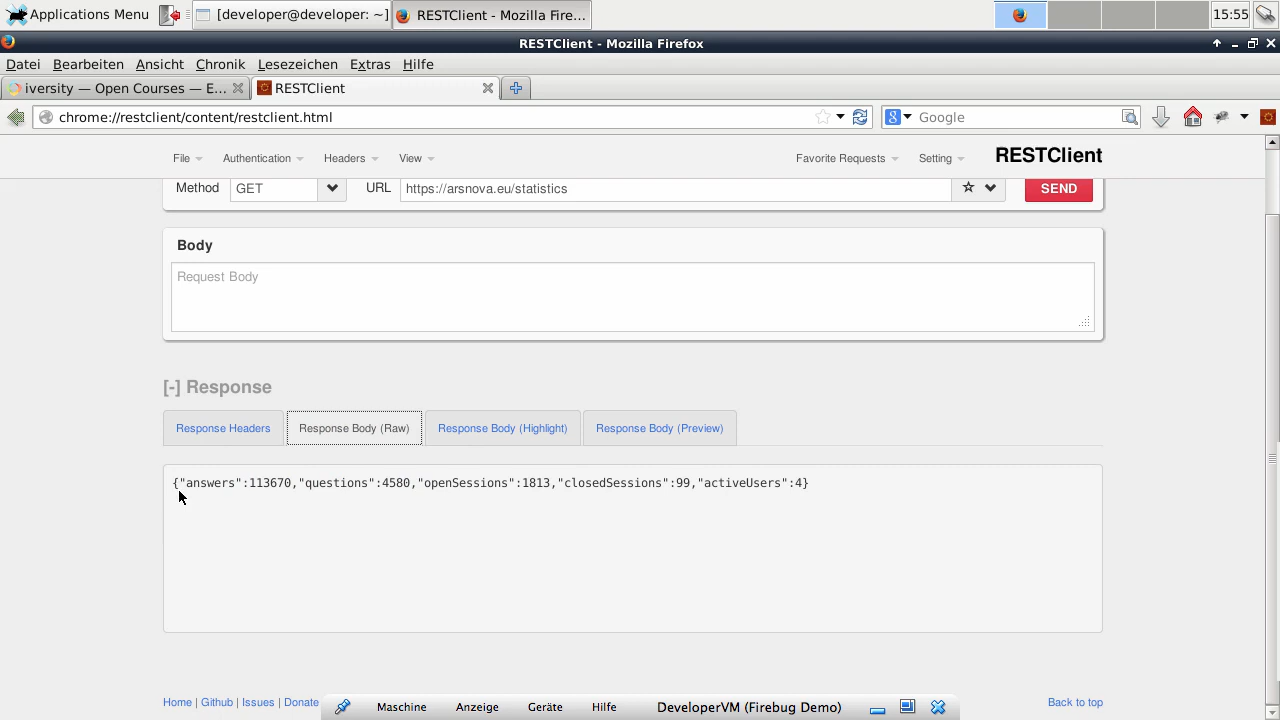 Applications Menu [developer@developer: ~] RESTClient - Mozilla Fire... 15:55
RESTClient - Mozilla Firefox
Datei Bearbeiten Ansicht Chronik Lesezeichen Extras Hilfe
iversity — Open Courses — E... RESTClient
chrome://restclient/content/restclient.html Google
File Authentication Headers View Favorite Requests Setting RESTClient
Method GET URL https://arsnova.eu/statistics SEND
Body
Request Body
[-] Response
Response Headers Response Body (Raw) Response Body (Highlight) Response Body (Preview)
{"answers":113670,"questions":4580,"openSessions":1813,"closedSessions":99,"activeUsers":4}
Home | Github | Issues | Donate Back to top
Maschine Anzeige Geräte Hilfe DeveloperVM (Firebug Demo)